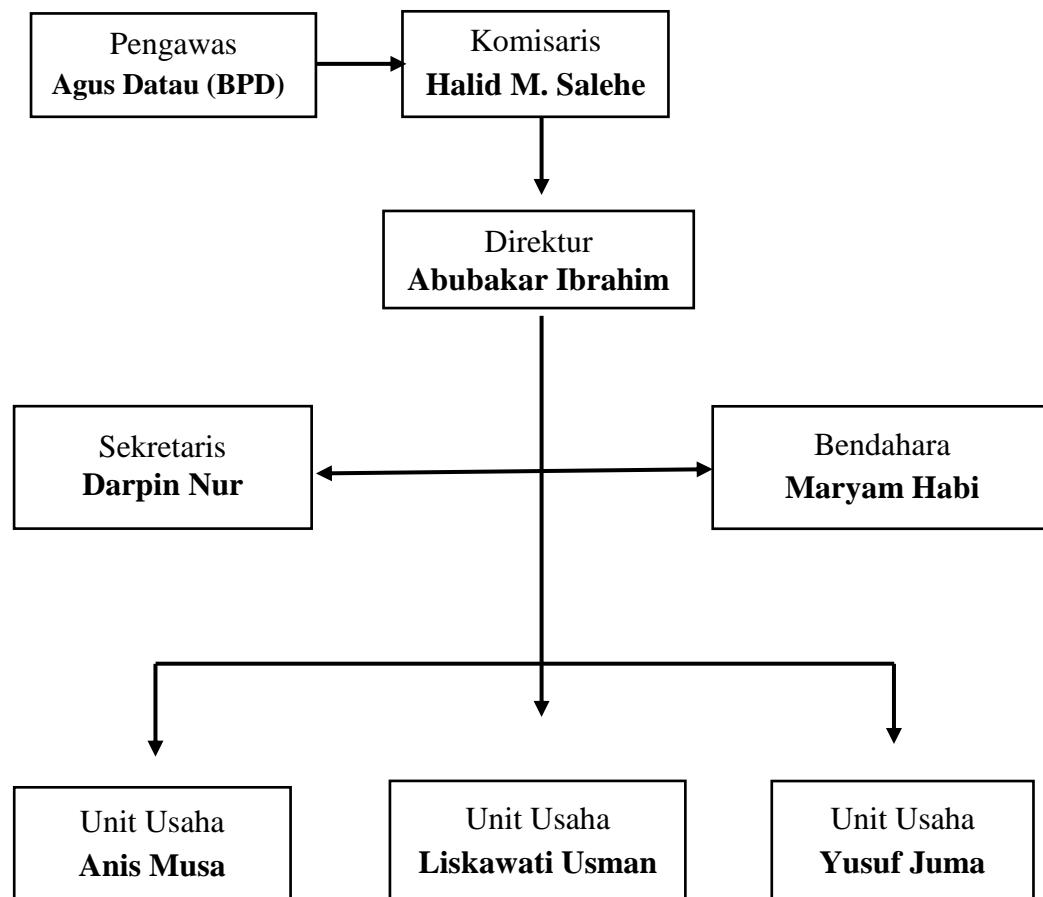 Pengawas
Agus Datau (BPD)
Komisaris
Halid M. Salehe
Direktur
Abubakar Ibrahim
Sekretaris
Darpin Nur
Bendahara
Maryam Habi
Unit Usaha
Anis Musa
Unit Usaha
Liskawati Usman
Unit Usaha
Yusuf Juma